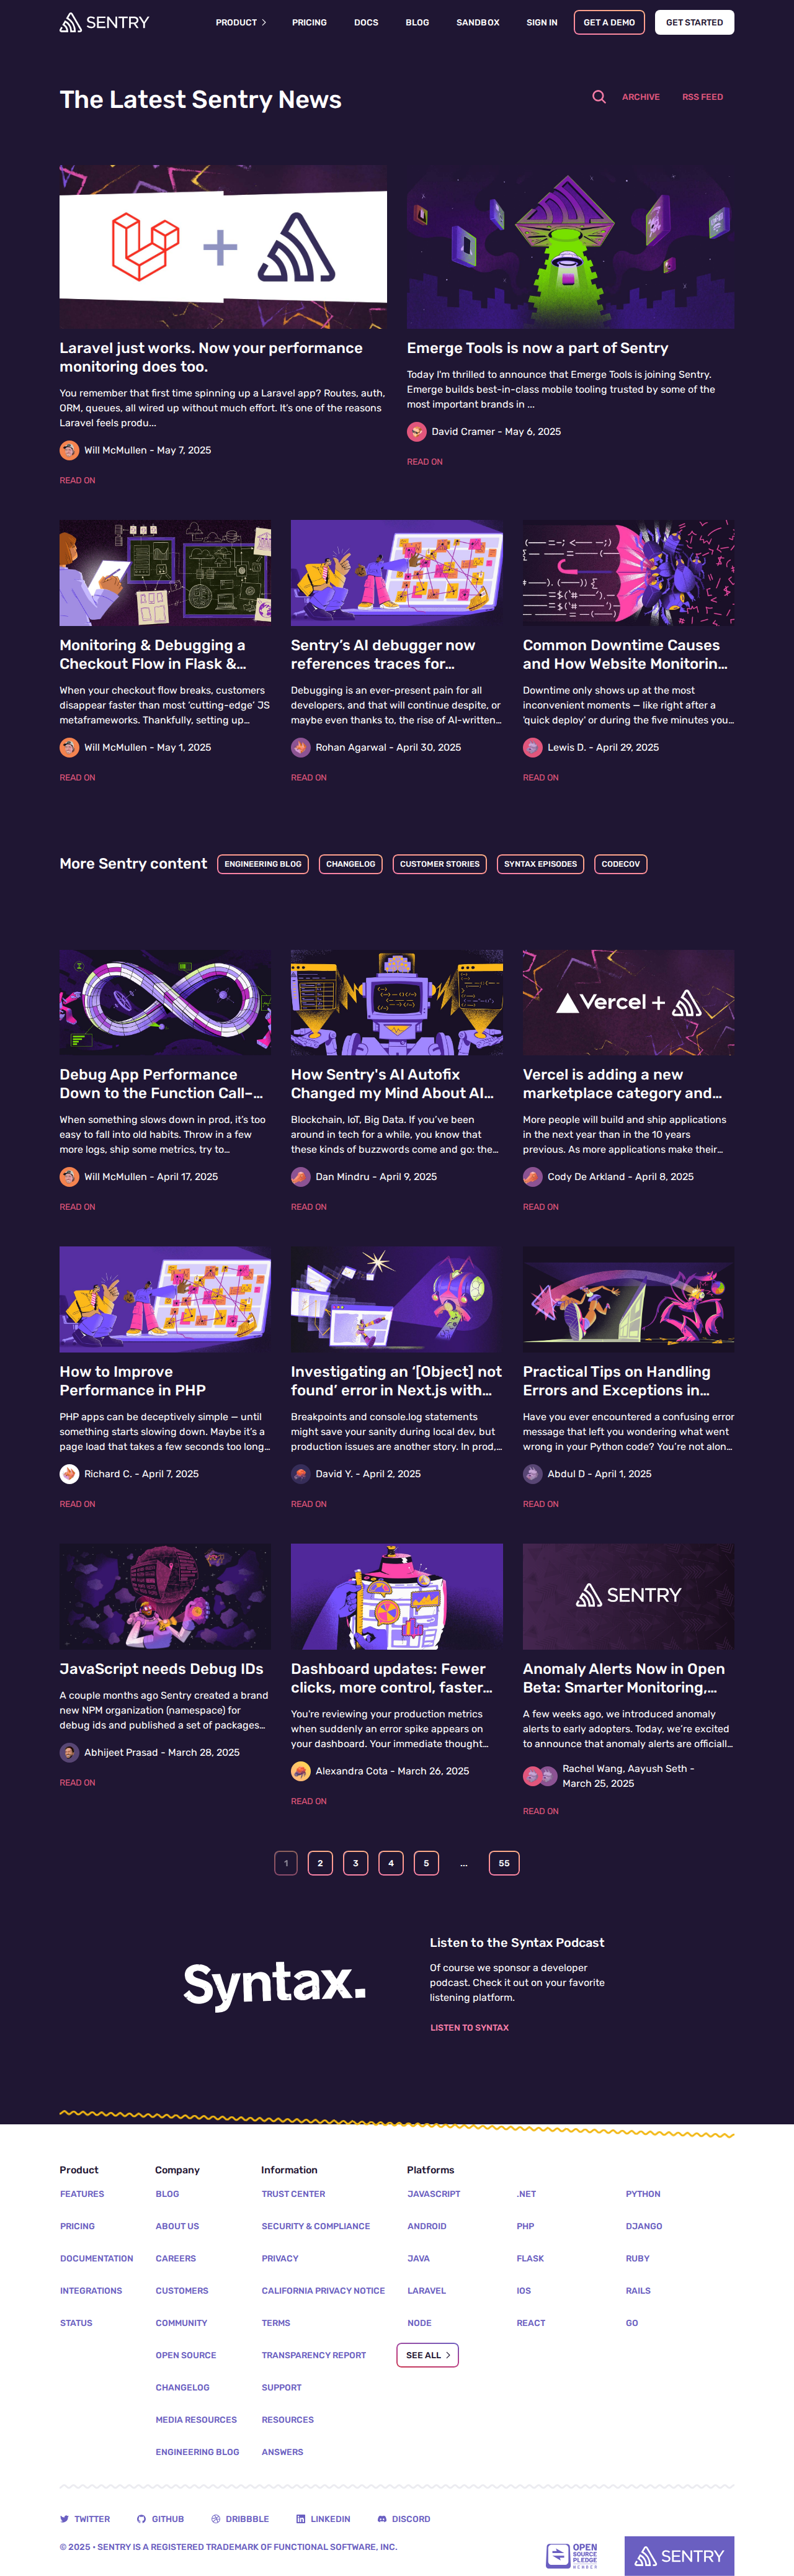 SENTRY
PRODUCT PRICING DOCS BLOG SANDBOX SIGN IN GET A DEMO GET STARTED
The Latest Sentry News
ARCHIVE RSS FEED
Laravel just works. Now your performance
monitoring does too.
You remember that first time spinning up a Laravel app? Routes, auth,
ORM, queues, all wired up without much effort. It's one of the reasons
Laravel feels produ...
Will McMullen - May 7, 2025
READ ON
Emerge Tools is now a part of Sentry
Today I'm thrilled to announce that Emerge Tools is joining Sentry.
Emerge builds best-in-class mobile tooling trusted by some of the
most important brands in ...
David Cramer - May 6, 2025
READ ON
Monitoring & Debugging a
Checkout Flow in Flask &...
When your checkout flow breaks, customers
disappear faster than most 'cutting-edge' JS
metaframeworks. Thankfully, setting up...
Will McMullen - May 1, 2025
READ ON
Sentry's AI debugger now
references traces for...
Debugging is an ever-present pain for all
developers, and that will continue despite, or
maybe even thanks to, the rise of AI-written...
Rohan Agarwal - April 30, 2025
READ ON
Common Downtime Causes
and How Website Monitorin...
Downtime only shows up at the most
inconvenient moments — like right after a
'quick deploy' or during the five minutes you...
Lewis D. - April 29, 2025
READ ON
More Sentry content ENGINEERING BLOG CHANGELOG CUSTOMER STORIES SYNTAX EPISODES CODECOV
Debug App Performance
Down to the Function Call–...
When something slows down in prod, it's too
easy to fall into old habits. Throw in a few
more logs, ship some metrics, try to...
Will McMullen - April 17, 2025
READ ON
How Sentry's AI Autofix
Changed my Mind About AI...
Blockchain, IoT, Big Data. If you've been
around in tech for a while, you know that
these kinds of buzzwords come and go: the...
Dan Mindru - April 9, 2025
READ ON
Vercel +
Vercel is adding a new
marketplace category and...
More people will build and ship applications
in the next year than in the 10 years
previous. As more applications make their...
Cody De Arkland - April 8, 2025
READ ON
How to Improve
Performance in PHP
PHP apps can be deceptively simple — until
something starts slowing down. Maybe it's a
page load that takes a few seconds too long...
Richard C. - April 7, 2025
READ ON
Investigating an '[Object] not
found' error in Next.js with...
Breakpoints and console.log statements
might save your sanity during local dev, but
production issues are another story. In prod,...
David Y. - April 2, 2025
READ ON
Practical Tips on Handling
Errors and Exceptions in...
Have you ever encountered a confusing error
message that left you wondering what went
wrong in your Python code? You're not alon...
Abdul D - April 1, 2025
READ ON
JavaScript needs Debug IDs
A couple months ago Sentry created a brand
new NPM organization (namespace) for
debug ids and published a set of packages...
Abhijeet Prasad - March 28, 2025
READ ON
Dashboard updates: Fewer
clicks, more control, faster...
You're reviewing your production metrics
when suddenly an error spike appears on
your dashboard. Your immediate thought...
Alexandra Cota - March 26, 2025
READ ON
SENTRY
Anomaly Alerts Now in Open
Beta: Smarter Monitoring,...
A few weeks ago, we introduced anomaly
alerts to early adopters. Today, we're excited
to announce that anomaly alerts are officiall...
Rachel Wang, Aayush Seth -
March 25, 2025
READ ON
1 2 3 4 5 ... 55
Syntax.
Listen to the Syntax Podcast
Of course we sponsor a developer
podcast. Check it out on your favorite
listening platform.
LISTEN TO SYNTAX
Product
FEATURES
PRICING
DOCUMENTATION
INTEGRATIONS
STATUS
Company
BLOG
ABOUT US
CAREERS
CUSTOMERS
COMMUNITY
OPEN SOURCE
CHANGELOG
MEDIA RESOURCES
ENGINEERING BLOG
Information
TRUST CENTER
SECURITY & COMPLIANCE
PRIVACY
CALIFORNIA PRIVACY NOTICE
TERMS
TRANSPARENCY REPORT
SUPPORT
RESOURCES
ANSWERS
Platforms
JAVASCRIPT
ANDROID
JAVA
LARAVEL
NODE
SEE ALL
.NET
PHP
FLASK
IOS
REACT
PYTHON
DJANGO
RUBY
RAILS
GO
TWITTER GITHUB DRIBBBLE LINKEDIN DISCORD
© 2025 • SENTRY IS A REGISTERED TRADEMARK OF FUNCTIONAL SOFTWARE, INC.
OPEN
SOURCE
PLEDGE
MEMBER
SENTRY